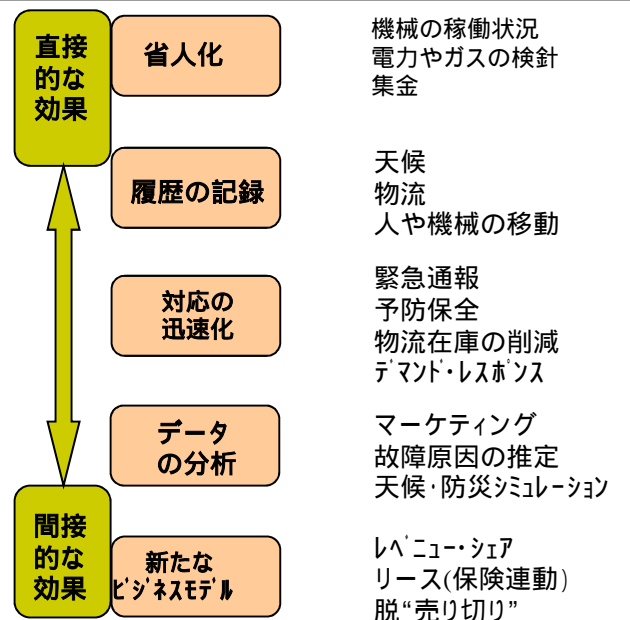 直接
的な
効果
省人化
機械の稼働状況
電力やガスの検針
集金
履歴の記録
天候
物流
人や機械の移動
対応の
迅速化
緊急通報
予防保全
物流在庫の削減
ﾃﾞﾏﾝﾄﾞ・ﾚｽﾎﾟﾝｽ
データ
の分析
マーケティング
故障原因の推定
天候・防災ｼﾐｭﾚｰｼｮﾝ
間接
的な
効果
新たな
ﾋﾞｼﾞﾈｽﾓﾃﾞﾙ
ﾚﾍﾞﾆｭｰ・ｼｪｱ
リース(保険連動)
脱“売り切り”